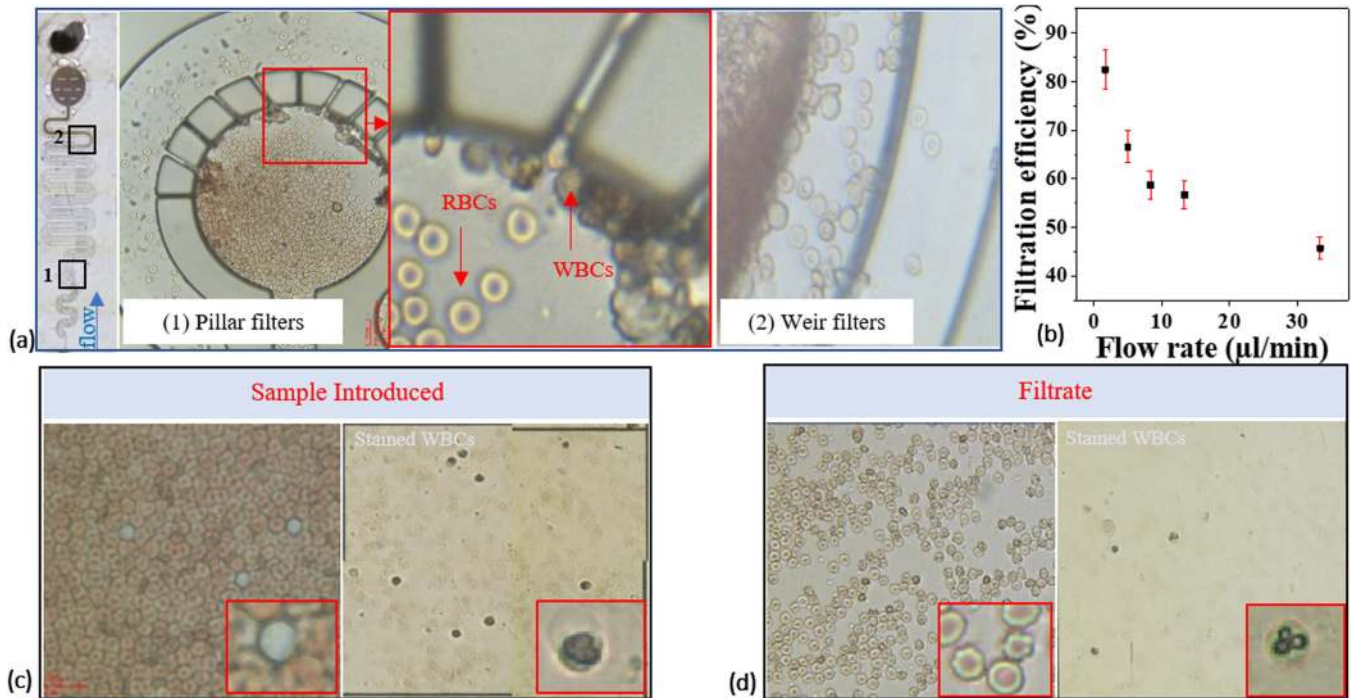 2
1
flow
(a)
(1) Pillar filters
RBCs
WBCs
(2) Weir filters
Filtration efficiency (%)
90
80
70
60
50
40
0
10
20
30
Flow rate (µl/min)
(b)
Sample Introduced
Stained WBCs
(c)
Filtrate
Stained WBCs
(d)